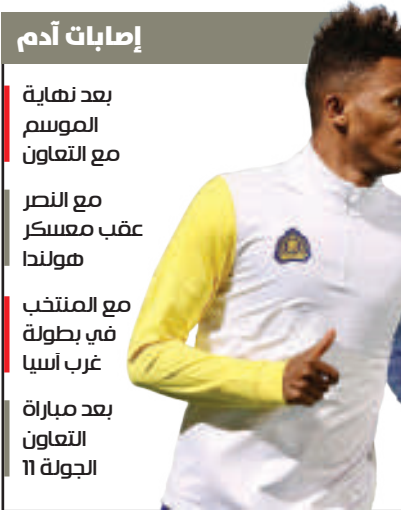 إصابات آدم
بعد نهاية
الموسم
مع التعاون
مع النصر
عقب معسكر
هولندا
مع المنتخب
في بطولة
غرب آسيا
بعد مباراة
التعاون
الجولة 11